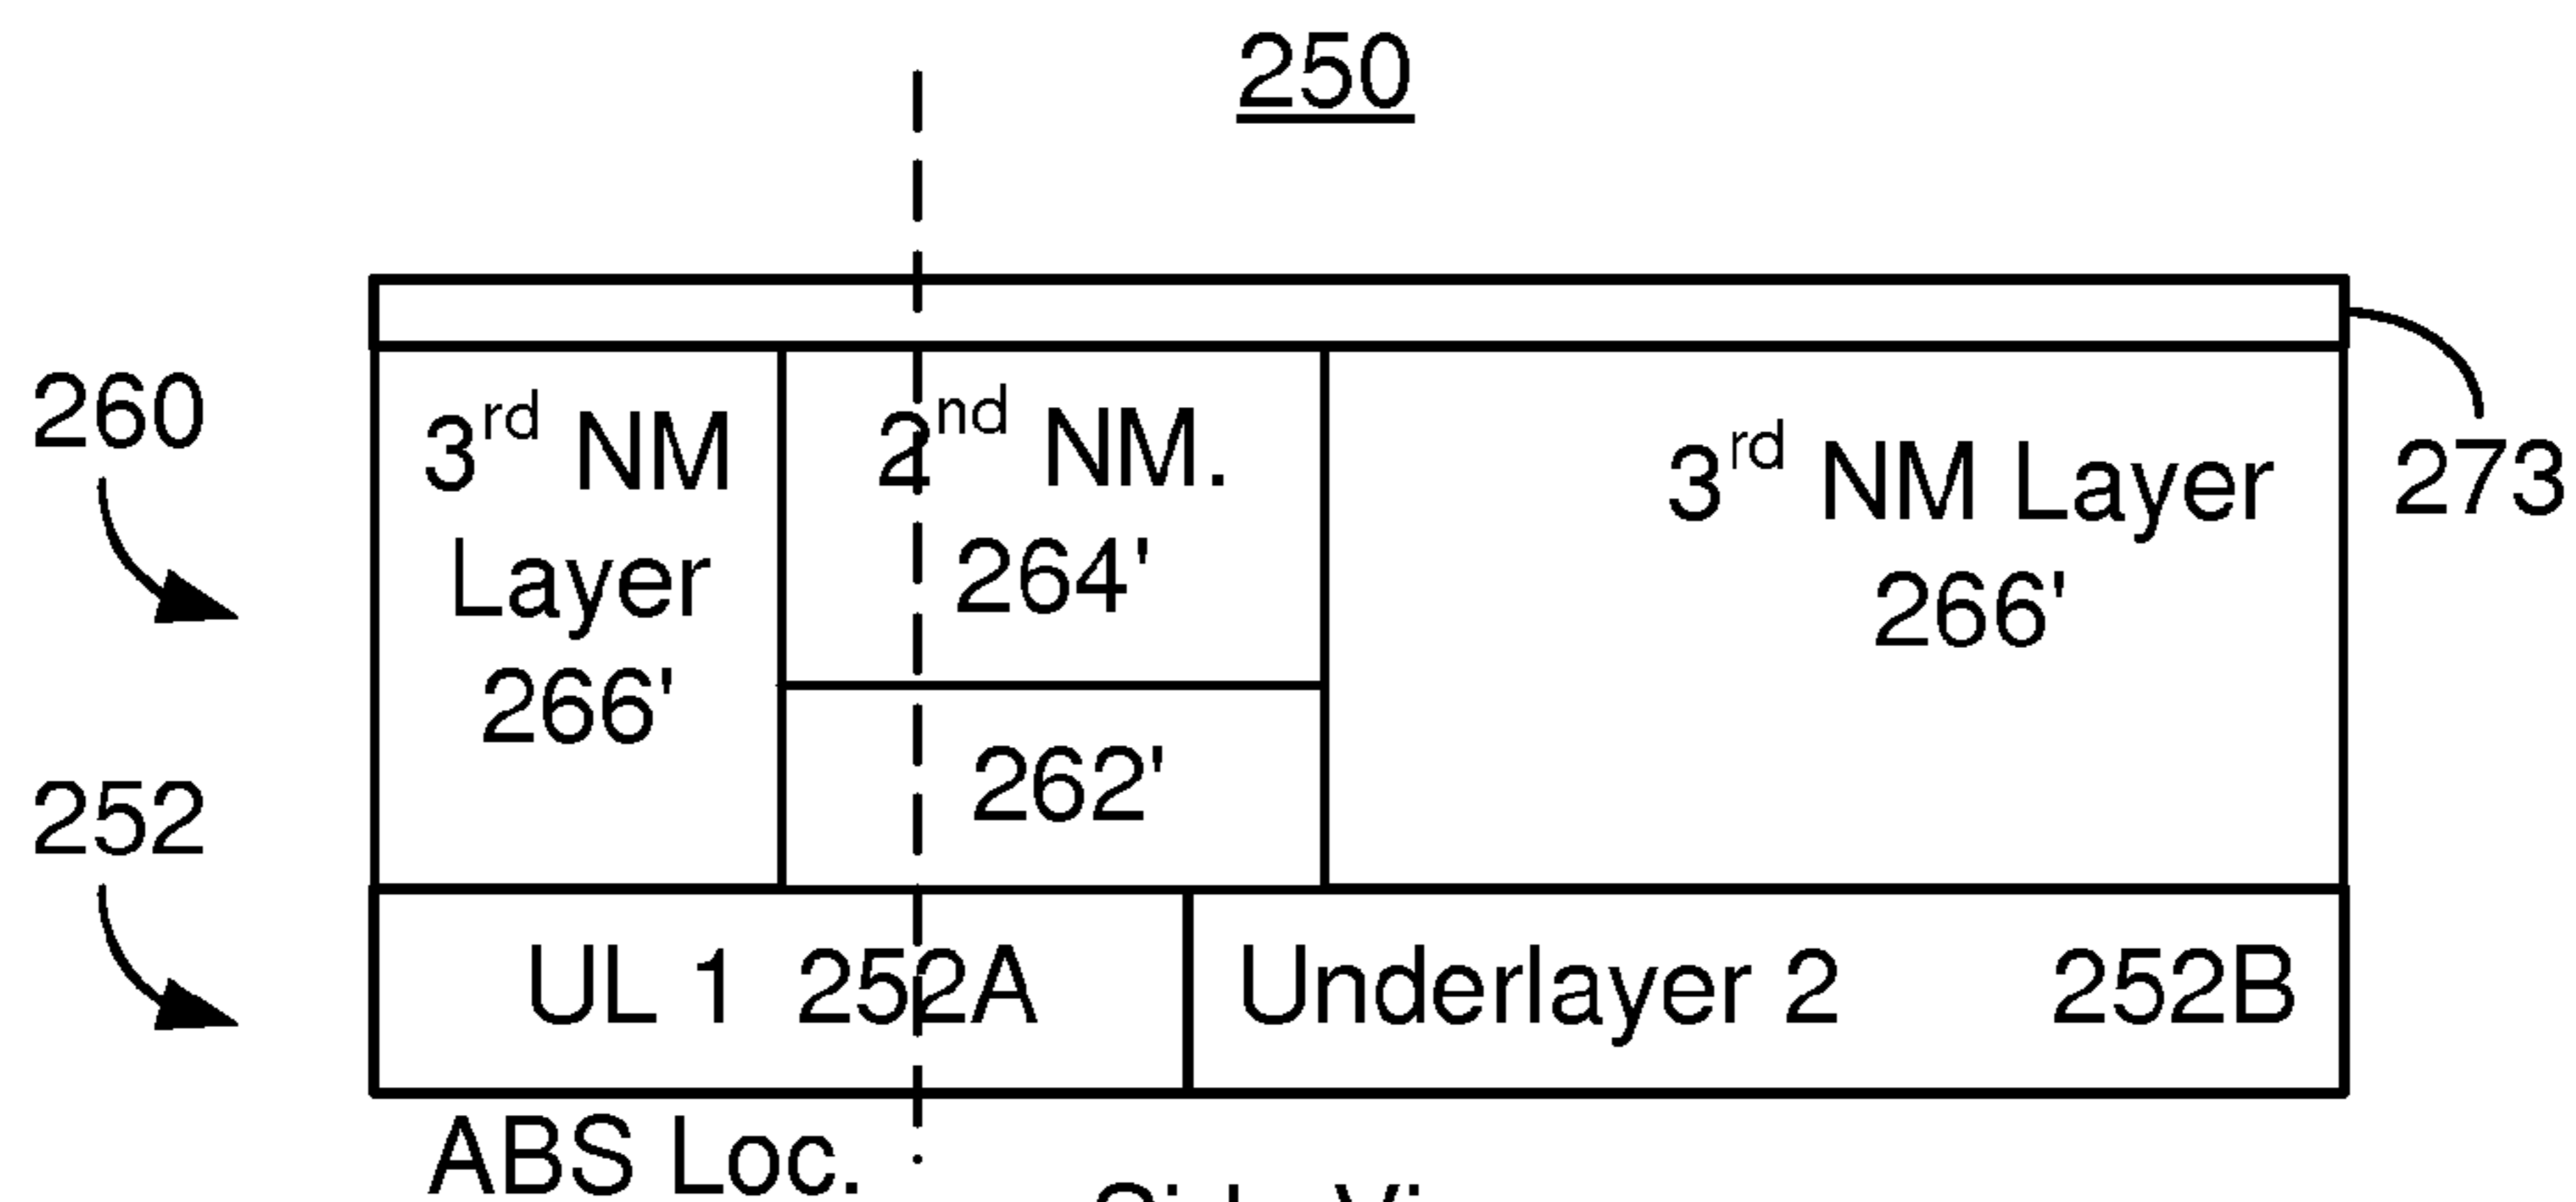 250
260
3rd NM
Layer
266'
2nd NM.
264'
3rd NM Layer
266'
273
262'
252
UL 1 252A
Underlayer 2 252B
ABS Loc.